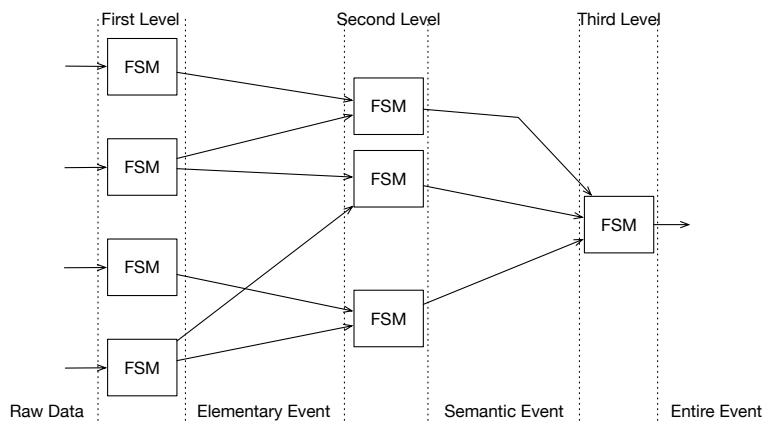 First Level
Second Level
Third Level
FSM
FSM
FSM
FSM
FSM
FSM
FSM
FSM
Raw Data
Elementary Event
Semantic Event
Entire Event